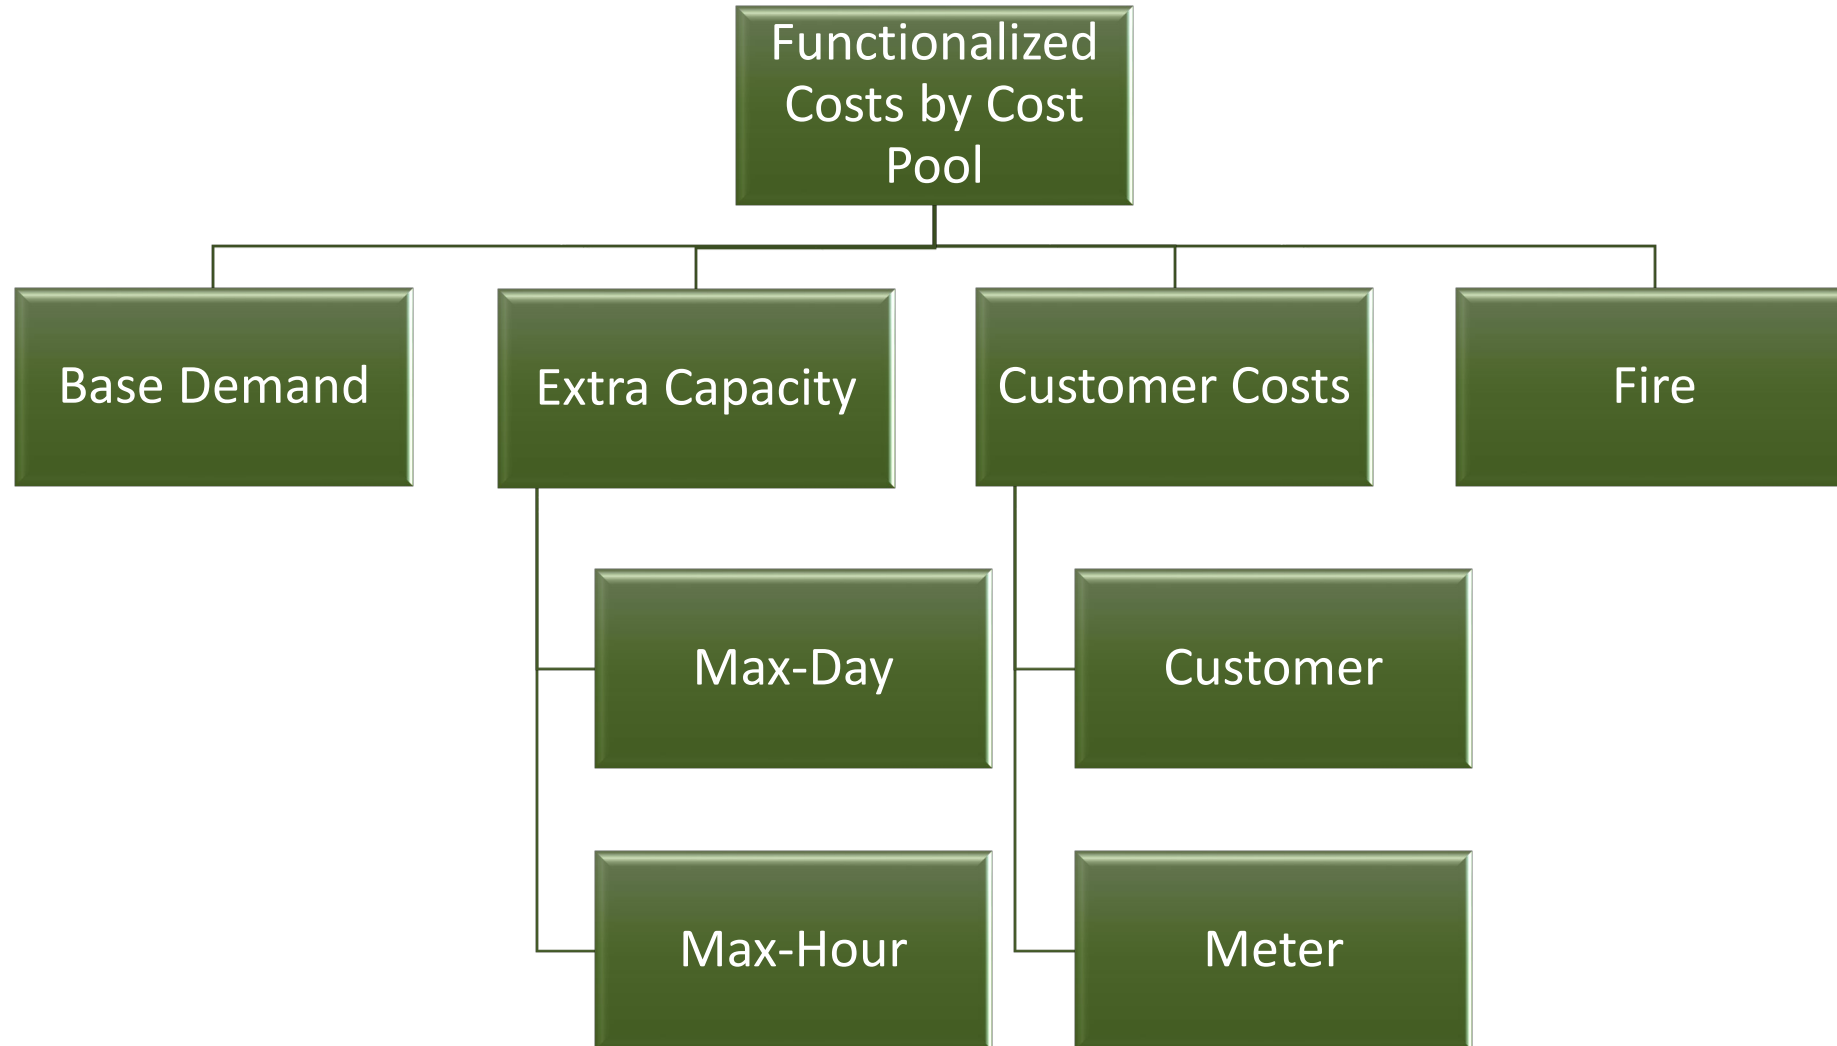 Functionalized
Costs by Cost
Pool
Base Demand
Extra Capacity
Customer Costs
Fire
Max-Day
Customer
Max-Hour
Meter